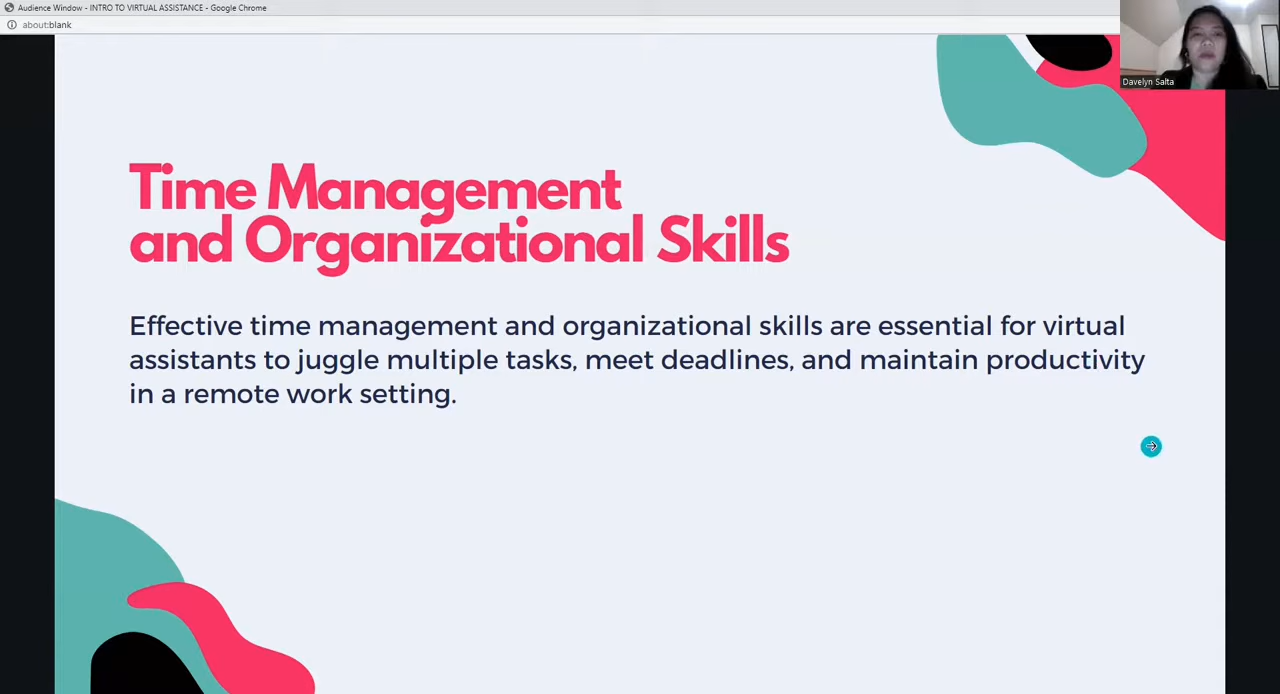 Audience Window - INTRO TO VIRTUAL ASSISTANCE - Google Chrome
about:blank
Davelyn Salta
Time Management
and Organizational Skills
Effective time management and organizational skills are essential for virtual
assistants to juggle multiple tasks, meet deadlines, and maintain productivity
in a remote work setting.